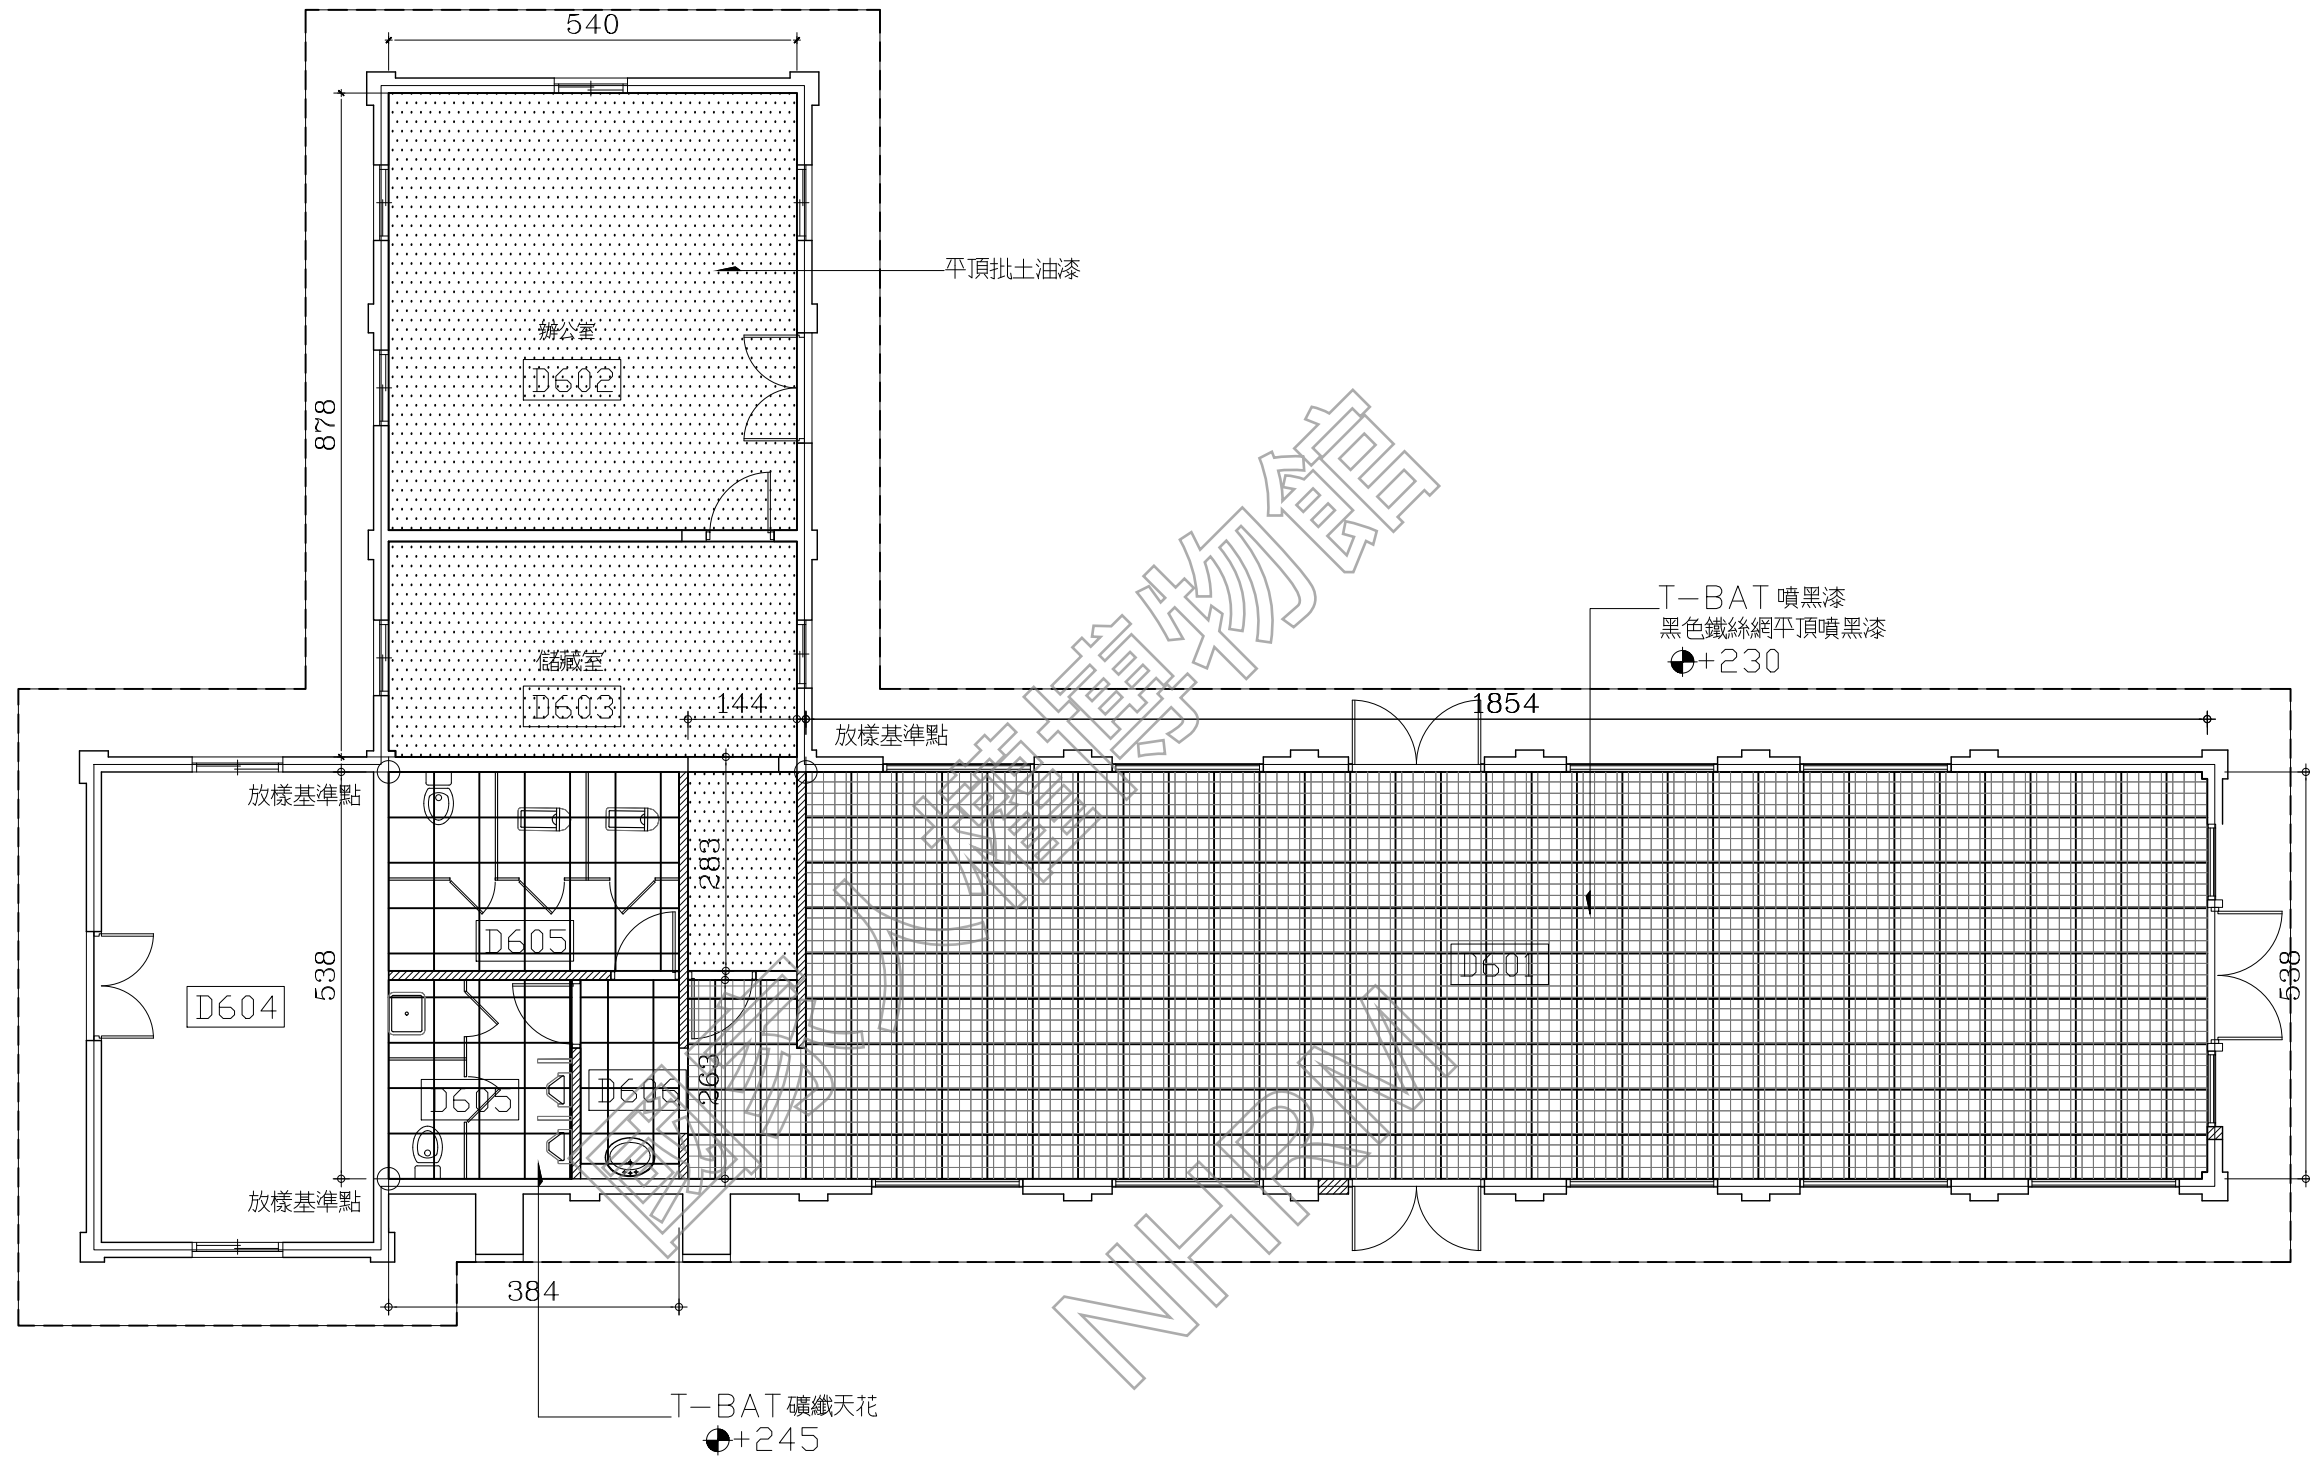 540
878
平頂批土油漆
辦公室
D602
T-BAT 噴黑漆
黑色鐵絲網平頂噴黑漆
+230
儲藏室
D603
144
1854
放樣基準點
放樣基準點
283
D605
538
D604
D601
538
D605
D606
263
放樣基準點
384
T-BAT 礦纖天花
+245
國家人權博物館
NHRM